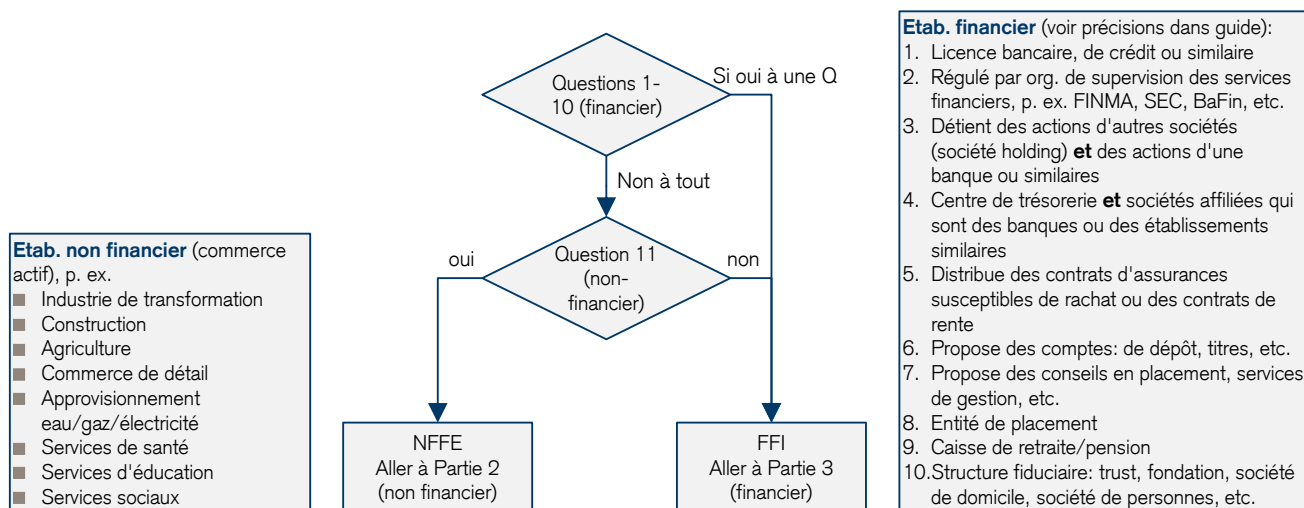 Questions 1-
10 (financier)
Si oui à une Q
Non à tout
Question 11
(non-
financier)
oui
non
NFFE
Aller à Partie 2
(non financier)
FFI
Aller à Partie 3
(financier)
Etab. non financier (commerce
actif), p. ex.
Industrie de transformation
Construction
Agriculture
Commerce de détail
Approvisionnement
eau/gaz/électricité
Services de santé
Services d'éducation
Services sociaux
Etab. financier (voir précisions dans guide):
1. Licence bancaire, de crédit ou similaire
2. Régulé par org. de supervision des services
financiers, p. ex. FINMA, SEC, BaFin, etc.
3. Détient des actions d'autres sociétés
(société holding) et des actions d'une
banque ou similaires
4. Centre de trésorerie et sociétés affiliées qui
sont des banques ou des établissements
similaires
5. Distribue des contrats d'assurances
susceptibles de rachat ou des contrats de
rente
6. Propose des comptes: de dépôt, titres, etc.
7. Propose des conseils en placement, services
de gestion, etc.
8. Entité de placement
9. Caisse de retraite/pension
10.Structure fiduciaire: trust, fondation, société
de domicile, société de personnes, etc.